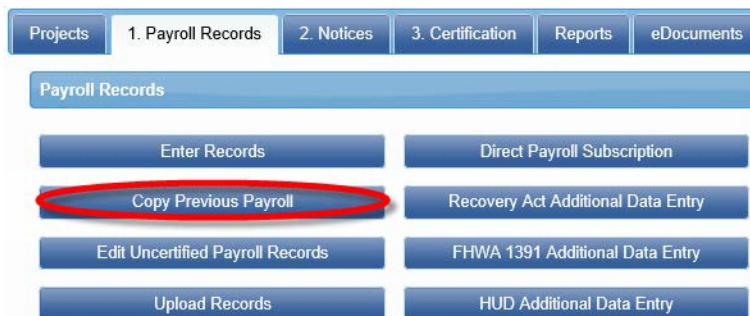 Projects 1. Payroll Records 2. Notices 3. Certification Reports eDocuments
Payroll Records
Enter Records Direct Payroll Subscription
Copy Previous Payroll Recovery Act Additional Data Entry
Edit Uncertified Payroll Records FHWA 1391 Additional Data Entry
Upload Records HUD Additional Data Entry